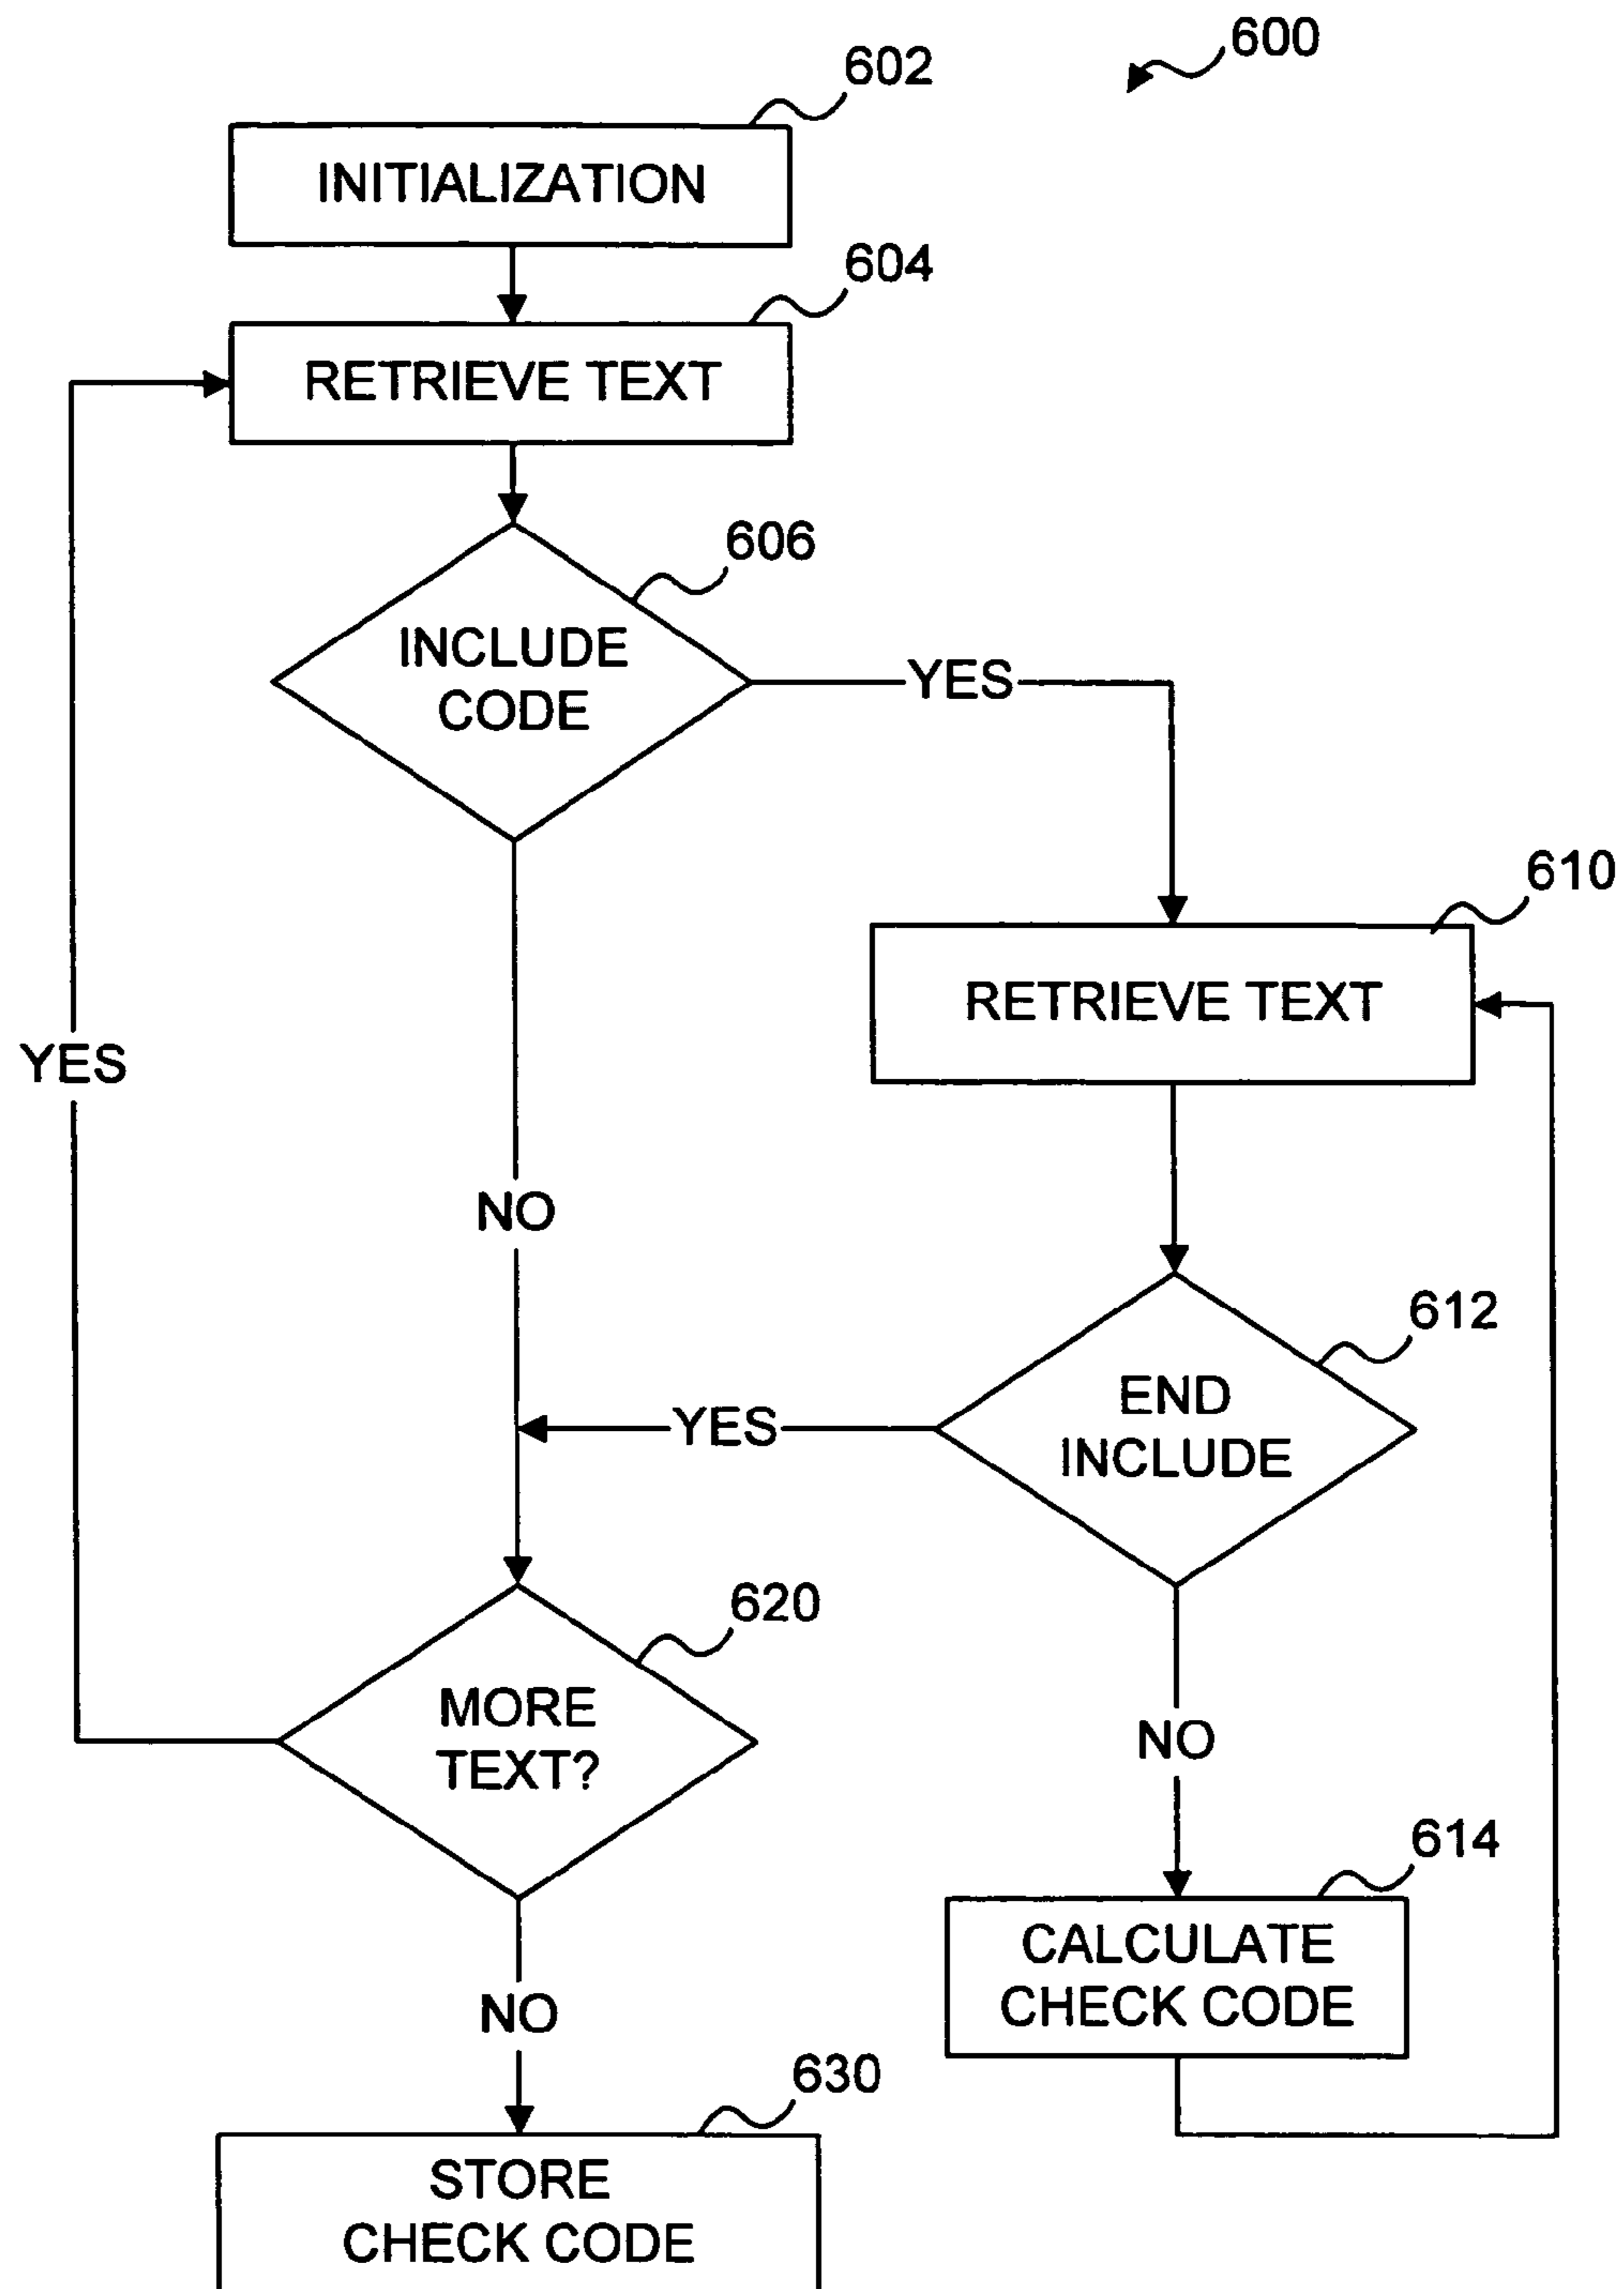 600
602
INITIALIZATION
604
RETRIEVE TEXT
606
INCLUDE
CODE
YES
610
RETRIEVE TEXT
YES
NO
612
END
INCLUDE
YES
620
MORE
TEXT?
NO
614
CALCULATE
CHECK CODE
NO
630
STORE
CHECK CODE